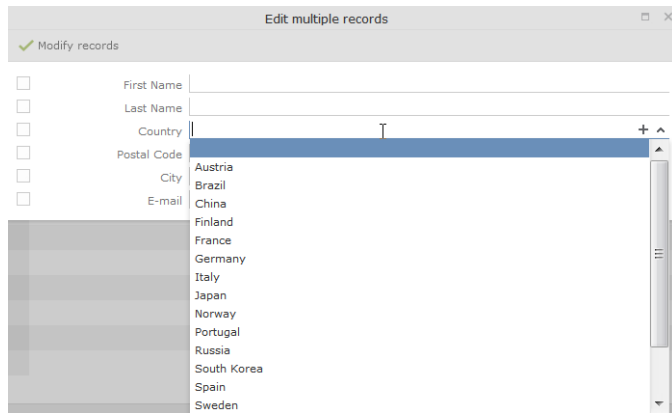 Edit multiple records
Modify records
First Name
Last Name
Country
Postal Code
City
E-mail
Austria
Brazil
China
Finland
France
Germany
Italy
Japan
Norway
Portugal
Russia
South Korea
Spain
Sweden